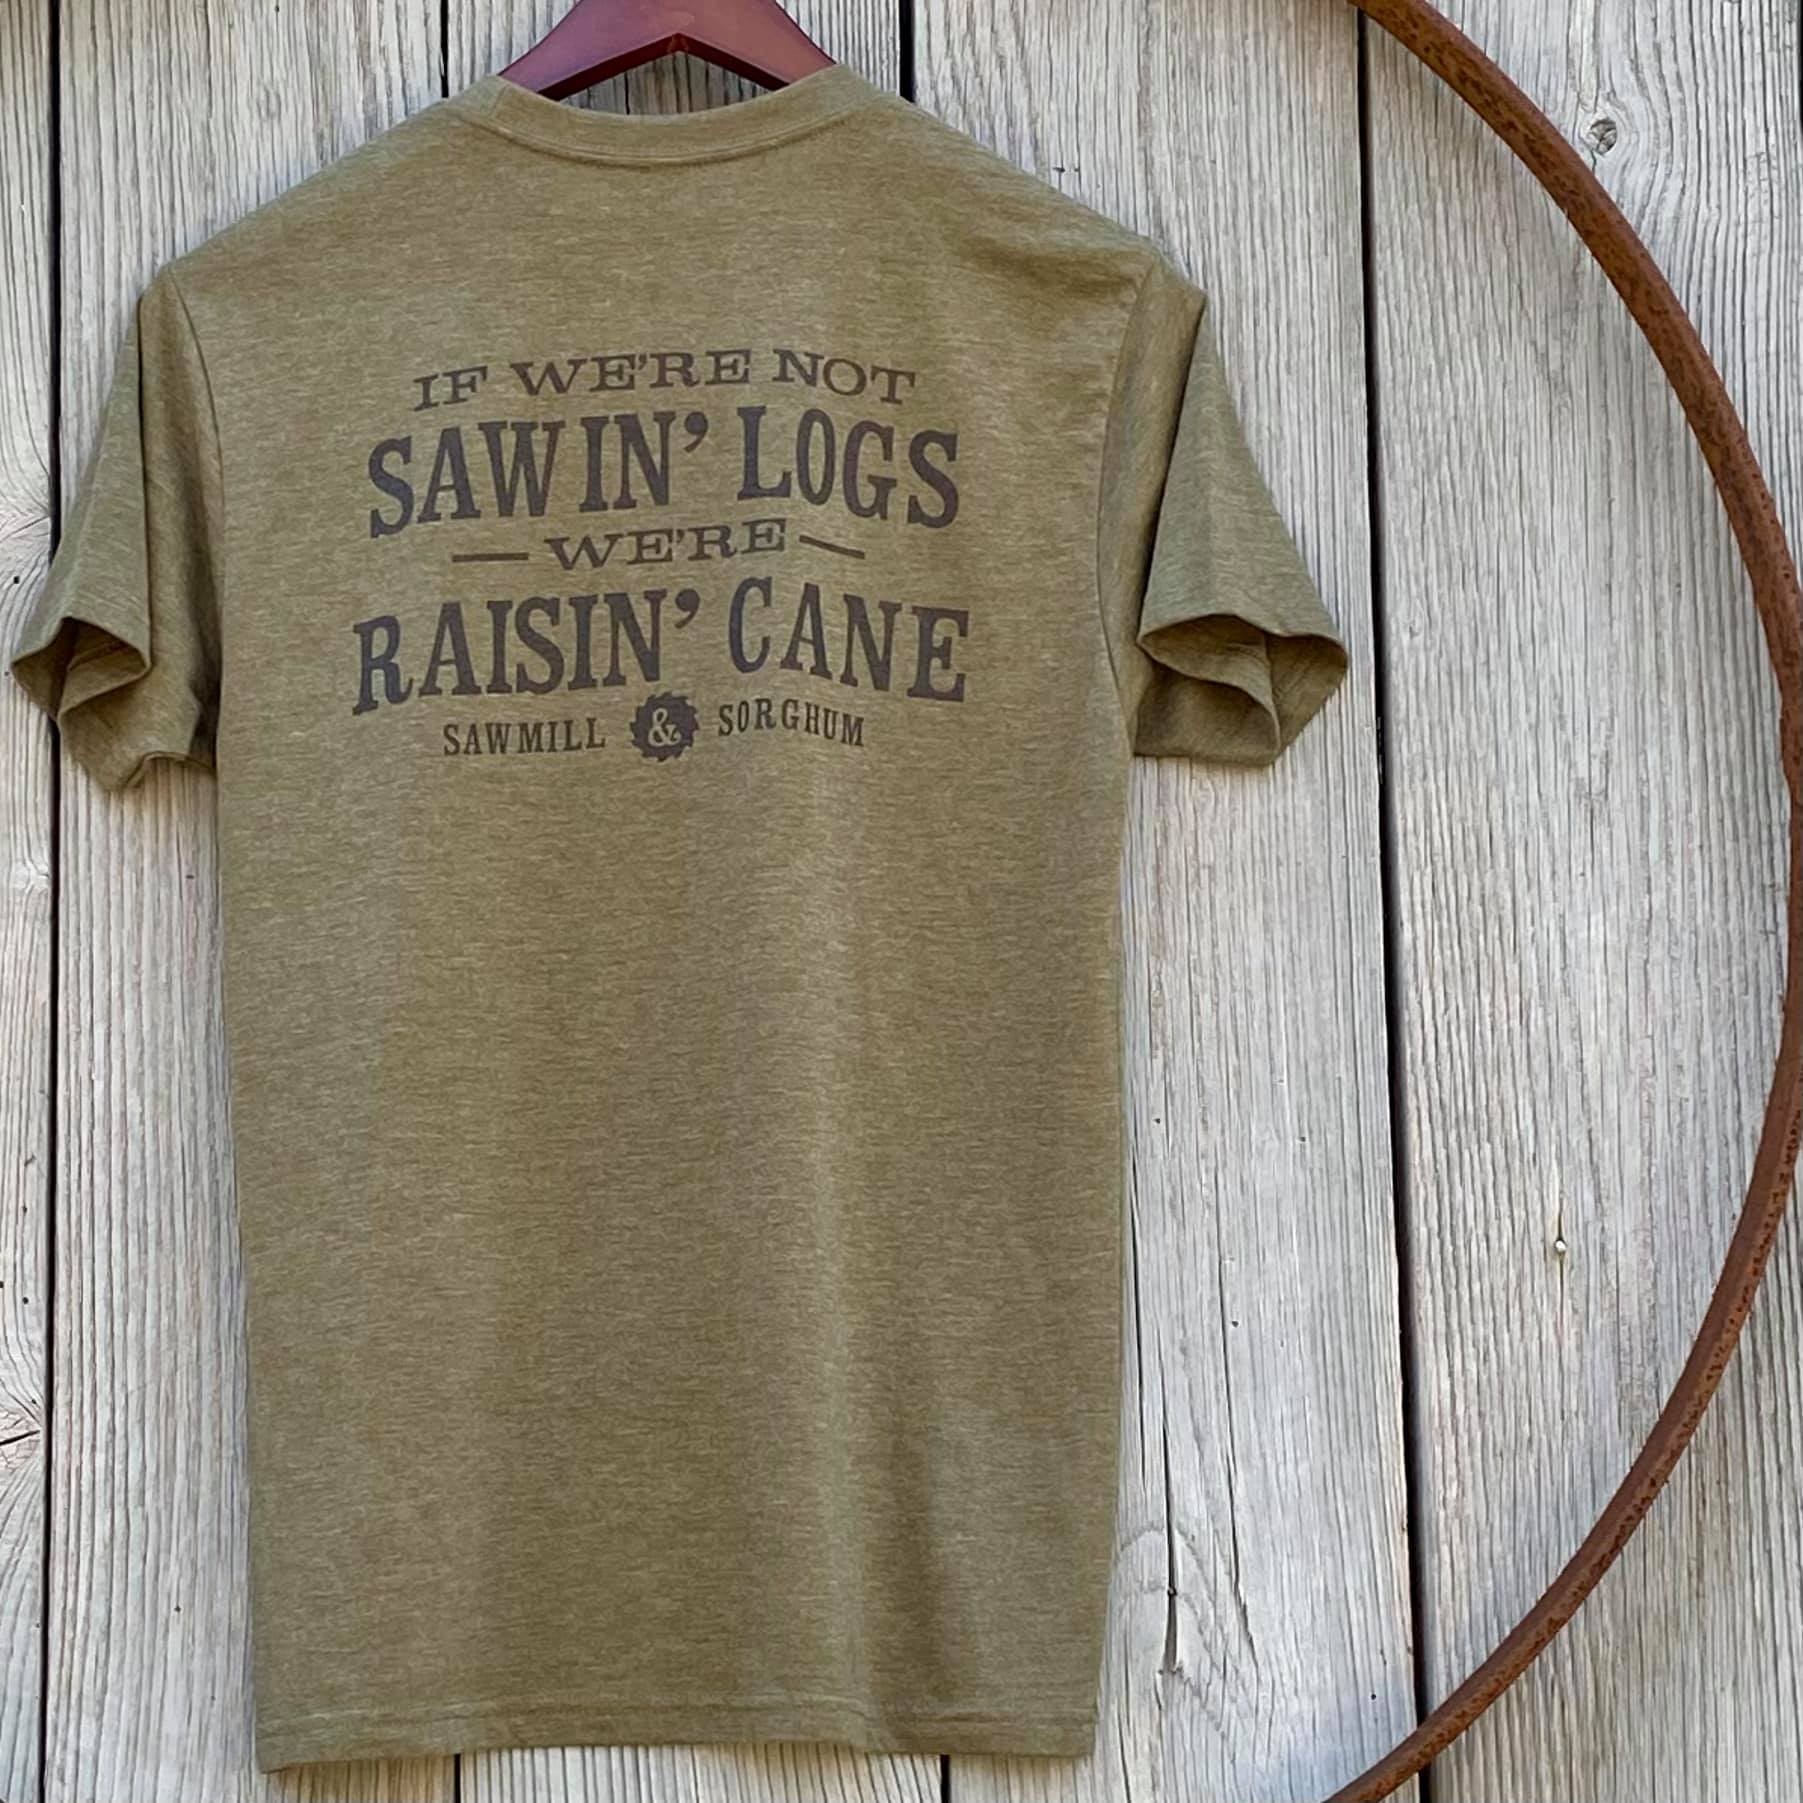 IF WE'RE NOT
SAWIN' LOGS
— WE'RE —
RAISIN' CANE
SAWMILL & SORGHUM